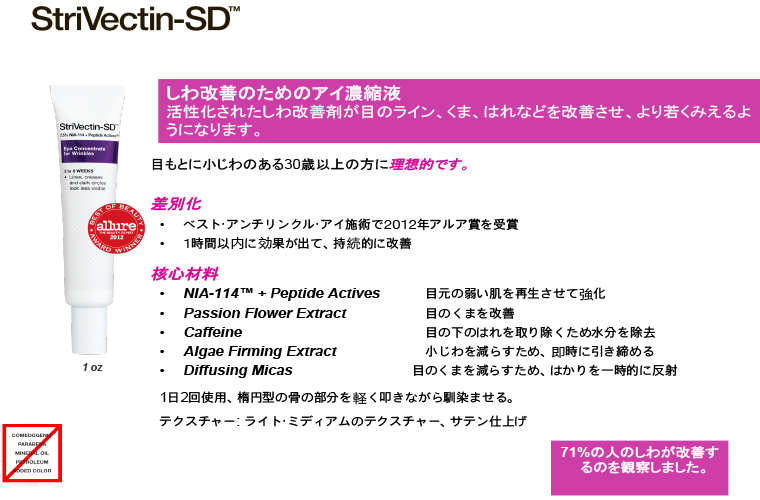 StriVectin-SD™
しわ改善のためのアイ濃縮液
活性化されたしわ改善剤が目のライン、くま、はれなどを改善させ、より若くみえるよ
うになります。
StriVectin-SD™
NIA-114 + Peptide Actives™
Eye Concentrate
for Wrinkles
2 to 8 WEEKS
• Lines, creases
and dark circles
look less visible
BEST OF BEAUTY
allure
THE BEAUTY EXPERT
2012
AWARD WINNER
1 oz
目もとに小じわのある30歳以上の方に理想的です。
差別化
• ベスト·アンチリンクル·アイ施術で2012年アルア賞を受賞
• 1時間以内に効果が出て、持続的に改善
核心材料
• NIA-114™ + Peptide Actives 目元の弱い肌を再生させて強化
• Passion Flower Extract 目のくまを改善
• Caffeine 目の下のはれを取り除くため水分を除去
• Algae Firming Extract 小じわを減らすため、即時に引き締める
• Diffusing Micas 目のくまを減らすため、はかりを一時的に反射
1日2回使用、楕円型の骨の部分を軽く叩きながら馴染ませる。
テクスチャー: ライト·ミディアムのテクスチャー、サテン仕上げ
COMEDOGENIC
PARABENS
MINERAL OIL
PETROLEUM
ADDED COLOR
71%の人のしわが改善す
るのを観察しました。